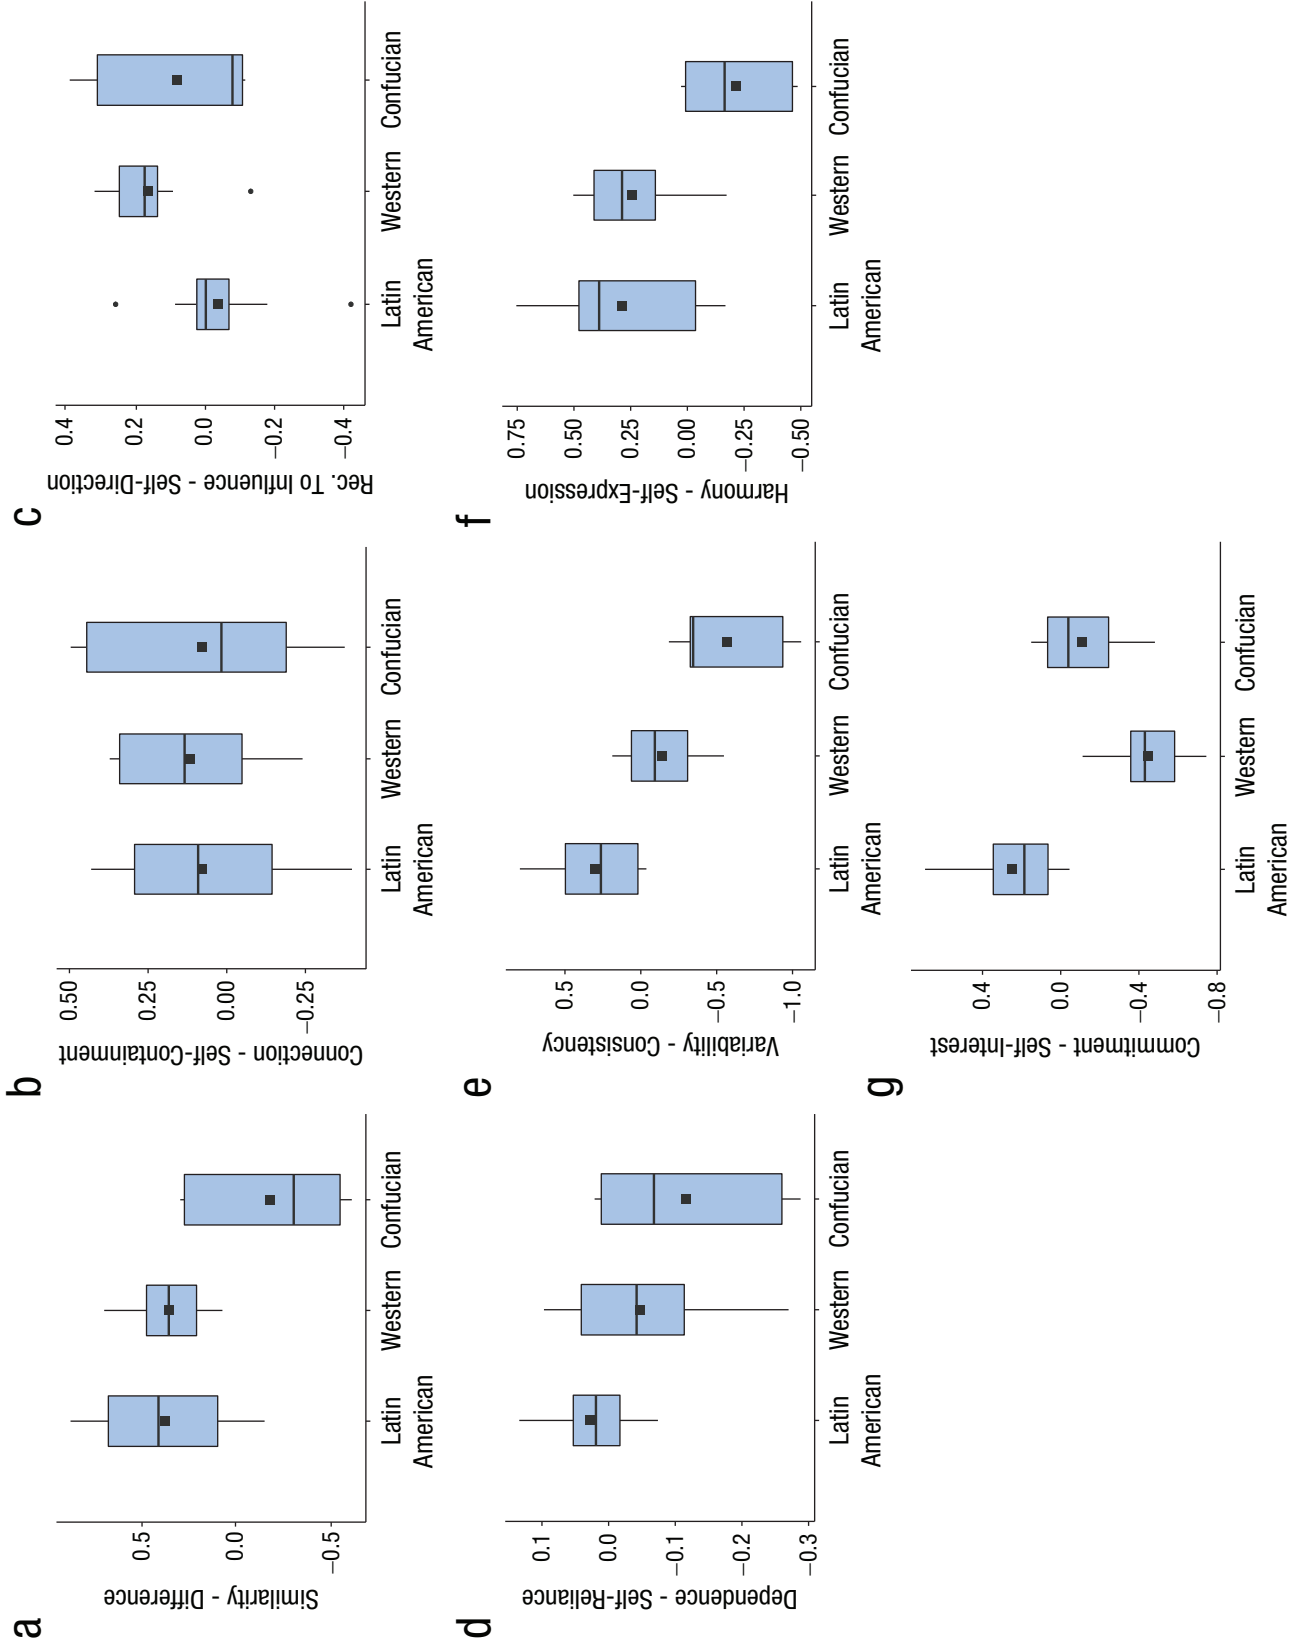 a
Similarity - Difference
0.5
0.0
−0.5
Latin
American
Western
Confucian
b
Connection - Self-Containment
0.50
0.25
0.00
−0.25
Latin
American
Western
Confucian
c
Rec. To Influence - Self-Direction
0.4
0.2
0.0
−0.2
−0.4
Latin
American
Western
Confucian
d
Dependence - Self-Reliance
0.1
0.0
−0.1
−0.2
−0.3
Latin
American
Western
Confucian
e
Variability - Consistency
0.5
0.0
−0.5
−1.0
Latin
American
Western
Confucian
f
Harmony - Self-Expression
0.75
0.50
0.25
0.00
−0.25
−0.50
Latin
American
Western
Confucian
g
Commitment - Self-Interest
0.4
0.0
−0.4
−0.8
Latin
American
Western
Confucian